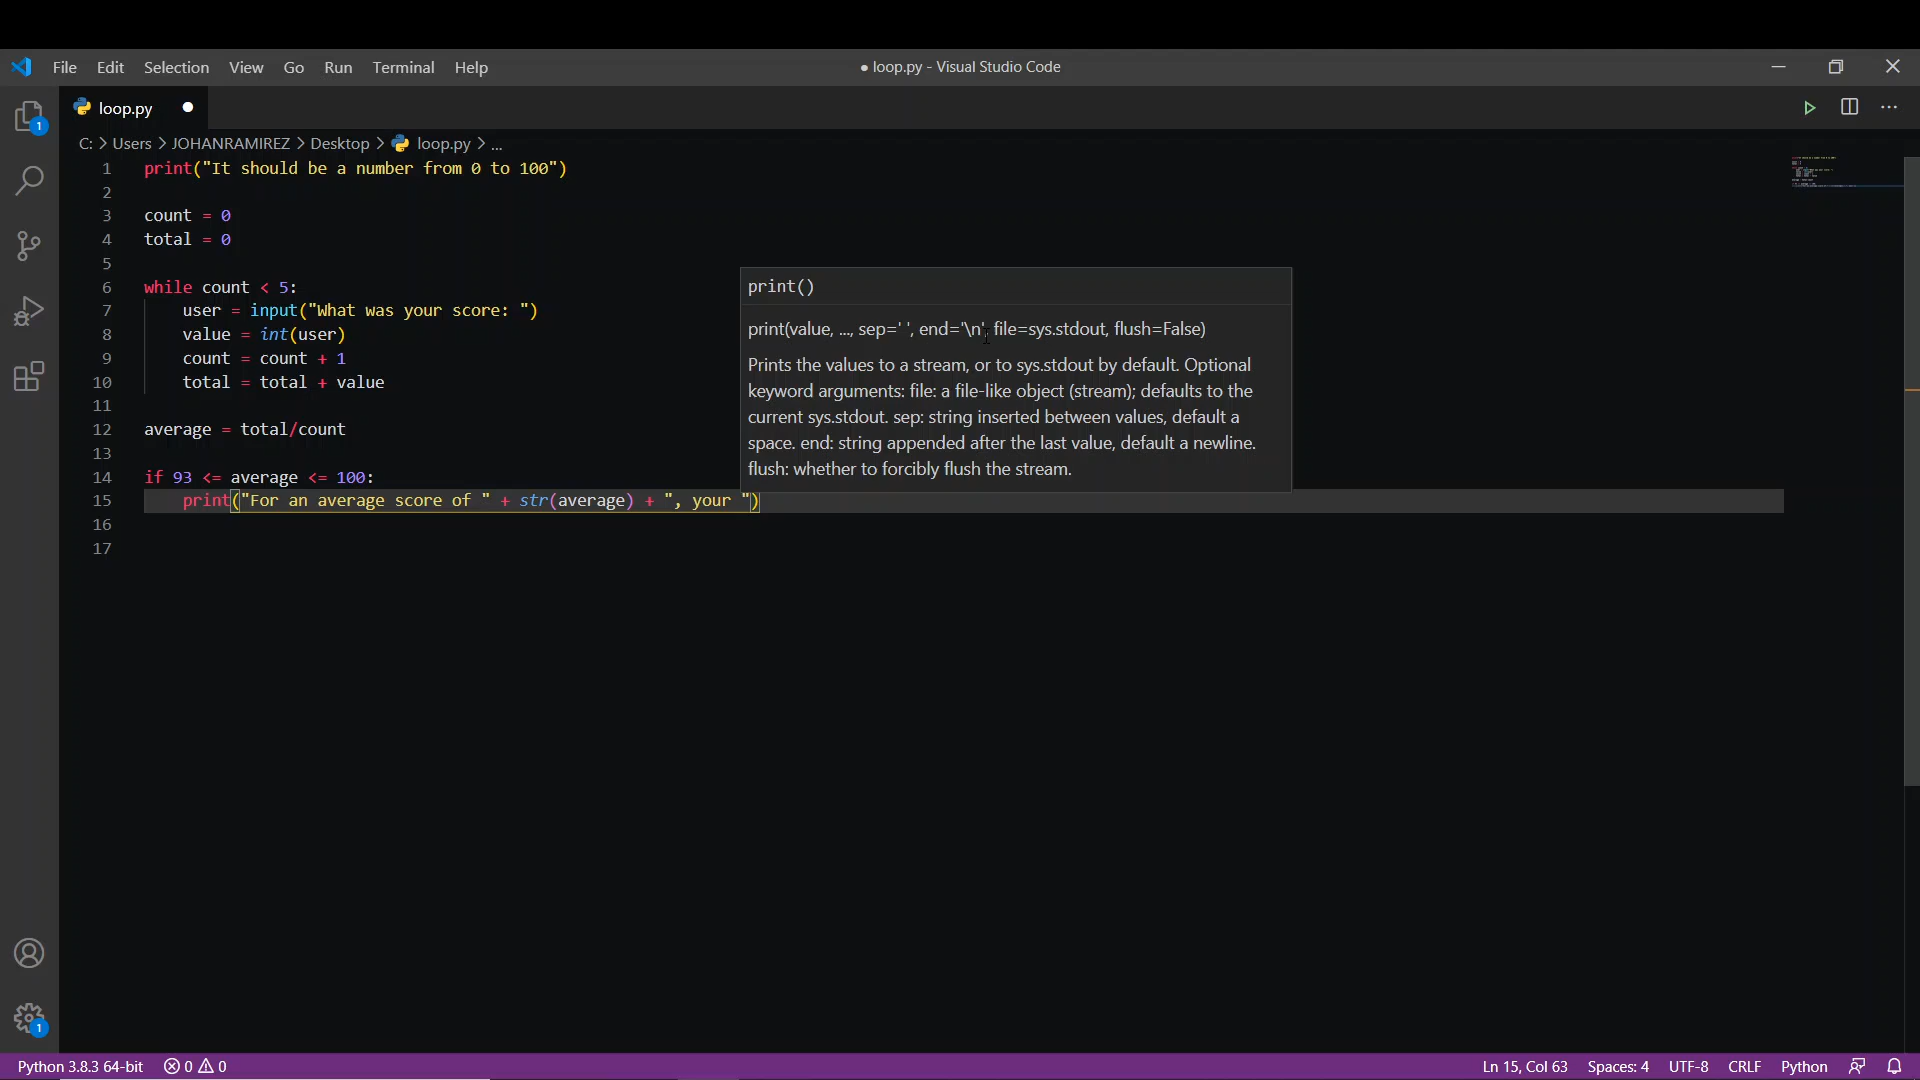 File Edit Selection View Go Run Terminal Help
● loop.py - Visual Studio Code
loop.py
C: > Users > JOHANRAMIREZ > Desktop > loop.py > ...
1 print("It should be a number from 0 to 100")
2
3 count = 0
4 total = 0
5
6 while count < 5:
7 user = input("What was your score: ")
8 value = int(user)
9 count = count + 1
10 total = total + value
11
12 average = total/count
13
14 if 93 <= average <= 100:
15 print("For an average score of " + str(average) + ", your ")
16
17
print()
print(value, ..., sep=' ', end='\n', file=sys.stdout, flush=False)
Prints the values to a stream, or to sys.stdout by default. Optional
keyword arguments: file: a file-like object (stream); defaults to the
current sys.stdout. sep: string inserted between values, default a
space. end: string appended after the last value, default a newline.
flush: whether to forcibly flush the stream.
1
1
Python 3.8.3 64-bit 0 0 Ln 15, Col 63 Spaces: 4 UTF-8 CRLF Python